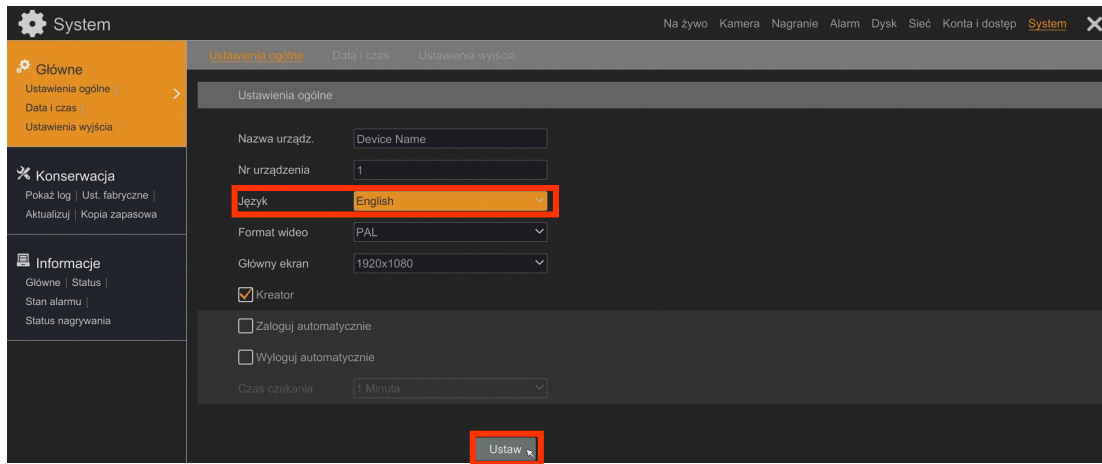 System
Na żywo Kamera Nagranie Alarm Dysk Sieć Konta i dostęp System
Główne
Ustawienia ogólne |
Data i czas |
Ustawienia wyjścia
Konserwacja
Pokaż log | Ust. fabryczne |
Aktualizuj | Kopia zapasowa
Informacje
Główne | Status |
Stan alarmu |
Status nagrywania
Ustawienia ogólne Data i czas Ustawienia wyjścia
Ustawienia ogólne
Nazwa urządz. Device Name
Nr urządzenia 1
Język English
Format wideo PAL
Główny ekran 1920x1080
Kreator
Zaloguj automatycznie
Wyloguj automatycznie
Czas czekania 1 Minuta
Ustaw